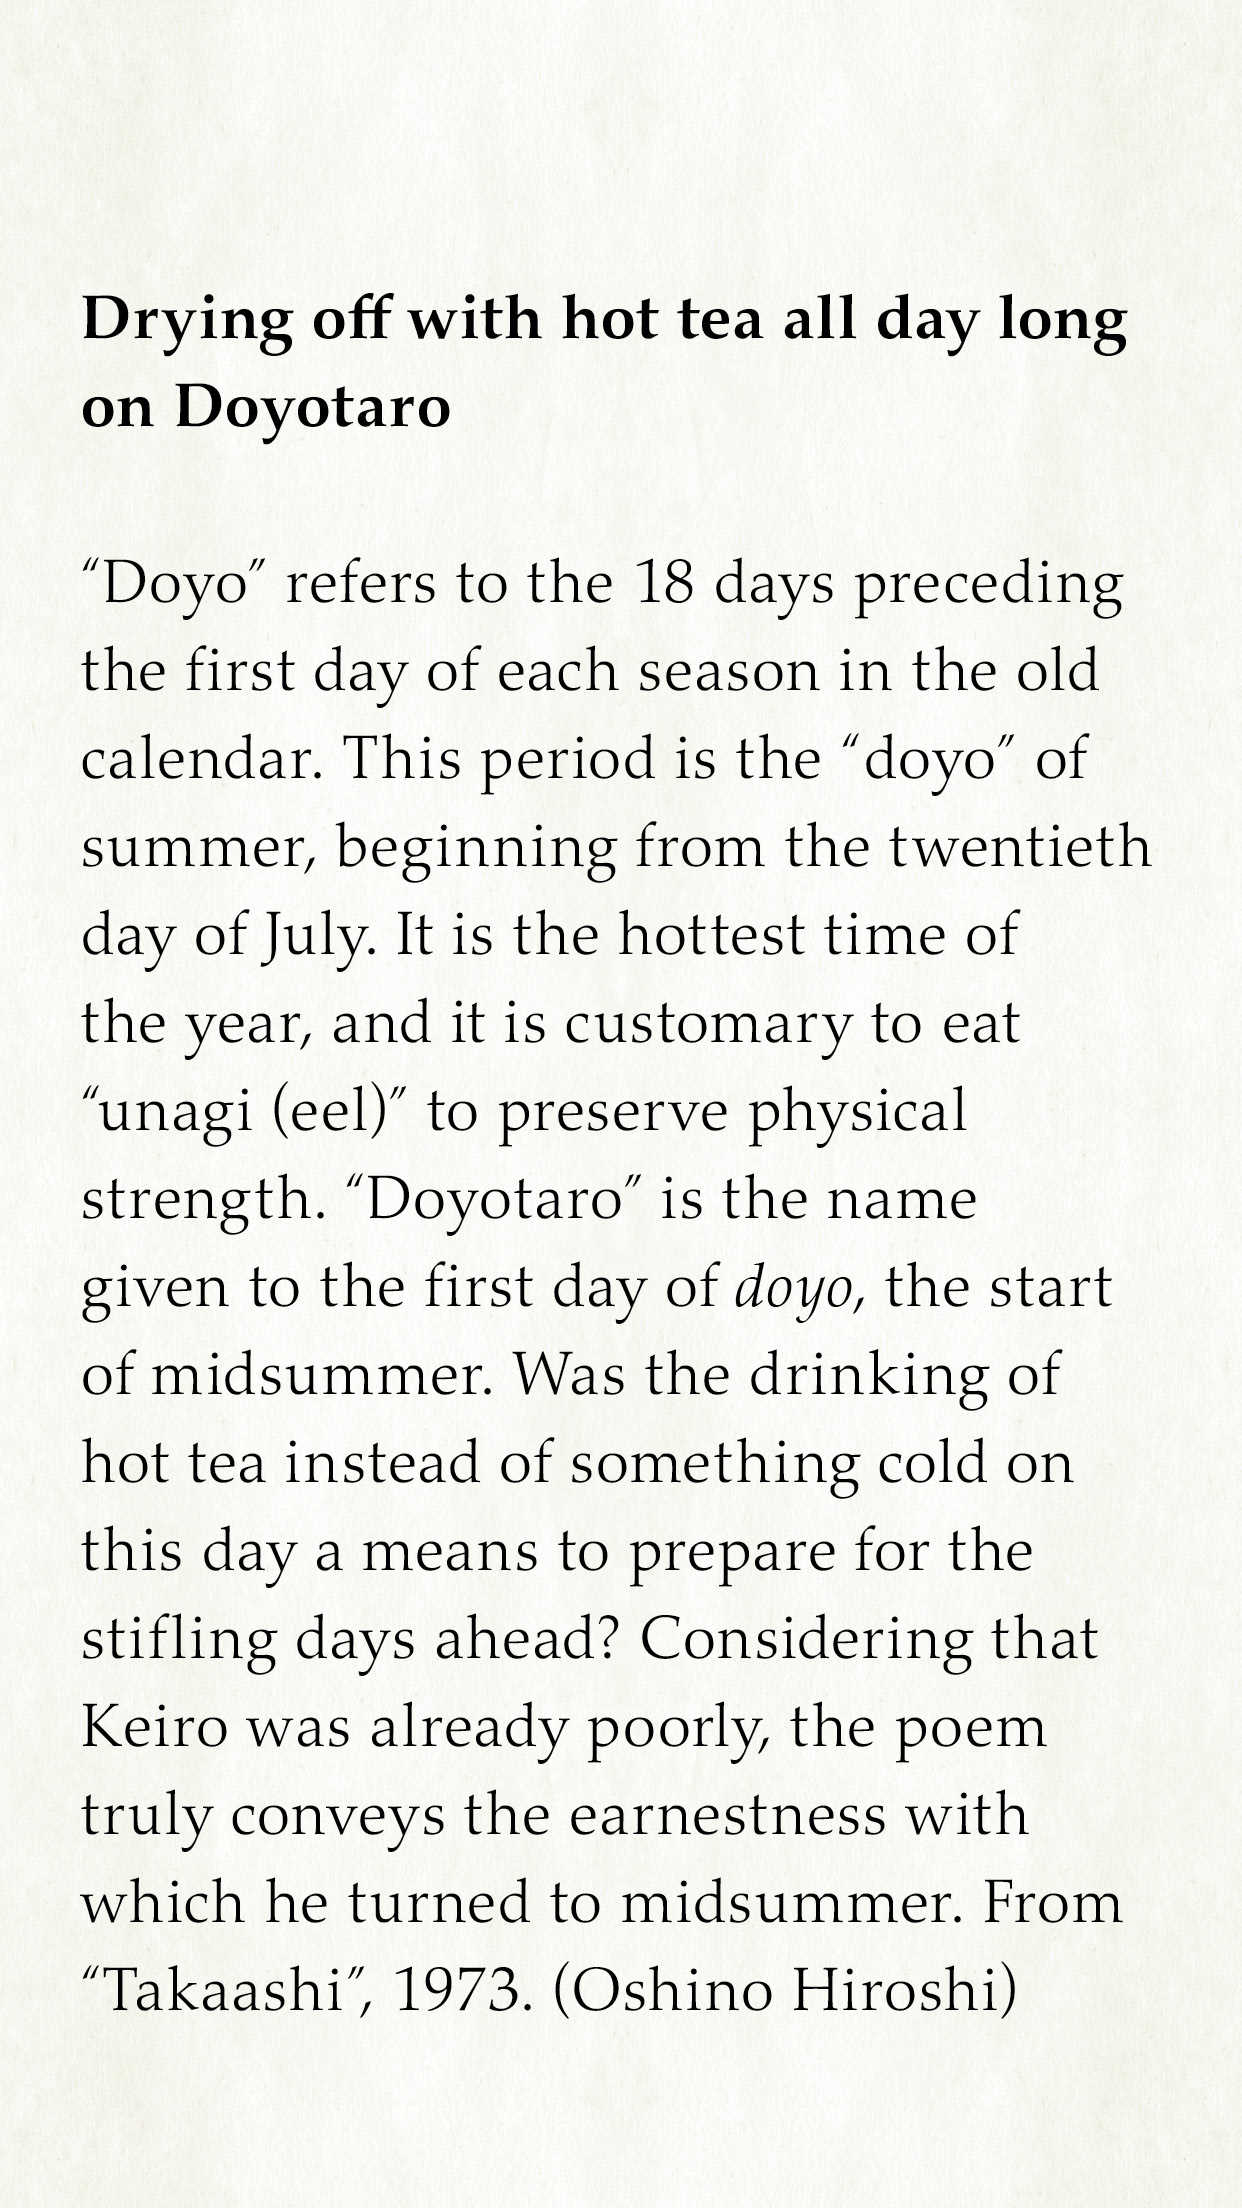 Drying off with hot tea all day long
on Doyotaro
“Doyo” refers to the 18 days preceding
the first day of each season in the old
calendar. This period is the “doyo” of
summer, beginning from the twentieth
day of July. It is the hottest time of
the year, and it is customary to eat
“unagi (eel)” to preserve physical
strength. “Doyotaro” is the name
given to the first day of doyo, the start
of midsummer. Was the drinking of
hot tea instead of something cold on
this day a means to prepare for the
stifling days ahead? Considering that
Keiro was already poorly, the poem
truly conveys the earnestness with
which he turned to midsummer. From
“Takaashi”, 1973. (Oshino Hiroshi)